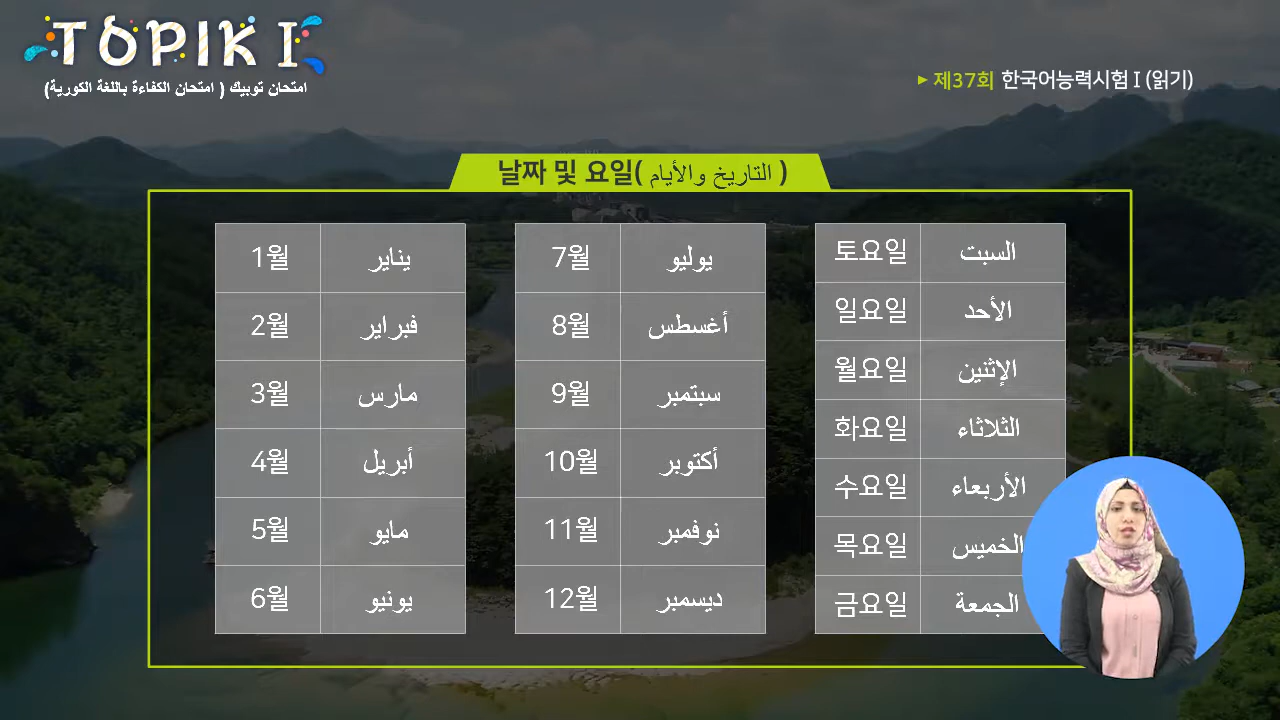 TOPIK I
امتحان توبيك ( امتحان الكفاءة باللغة الكورية)
▶ 제37회 한국어능력시험 I (읽기)
날짜 및 요일( التاريخ والأيام )
1월 يناير
2월 فبراير
3월 مارس
4월 أبريل
5월 مايو
6월 يونيو
7월 يوليو
8월 أغسطس
9월 سبتمبر
10월 أكتوبر
11월 نوفمبر
12월 ديسمبر
토요일 السبت
일요일 الأحد
월요일 الإثنين
화요일 الثلاثاء
수요일 الأربعاء
목요일 الخميس
금요일 الجمعة